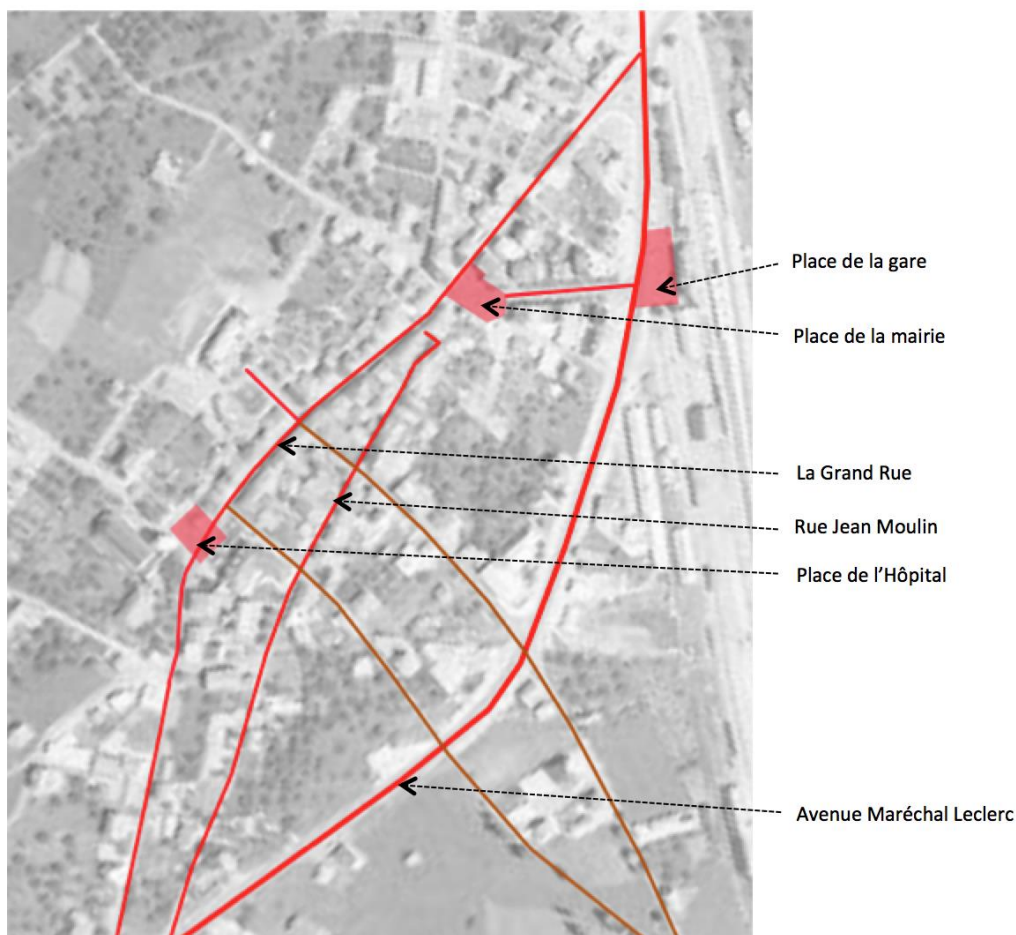 Place de la gare
Place de la mairie
La Grand Rue
Rue Jean Moulin
Place de l’Hôpital
Avenue Maréchal Leclerc